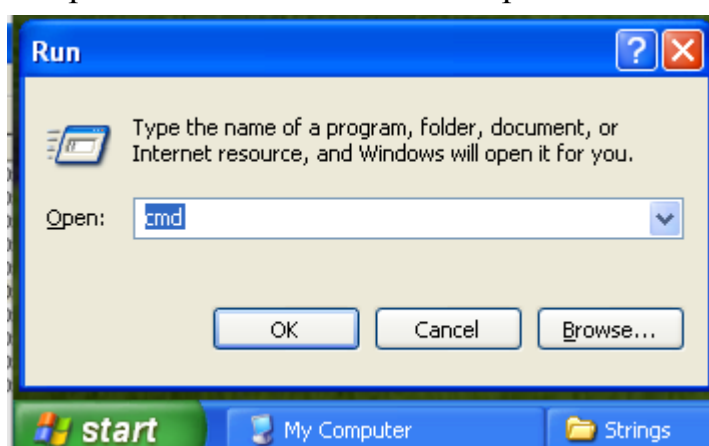 Run
Type the name of a program, folder, document, or
Internet resource, and Windows will open it for you.
Open: cmd
OK Cancel Browse...
start My Computer Strings